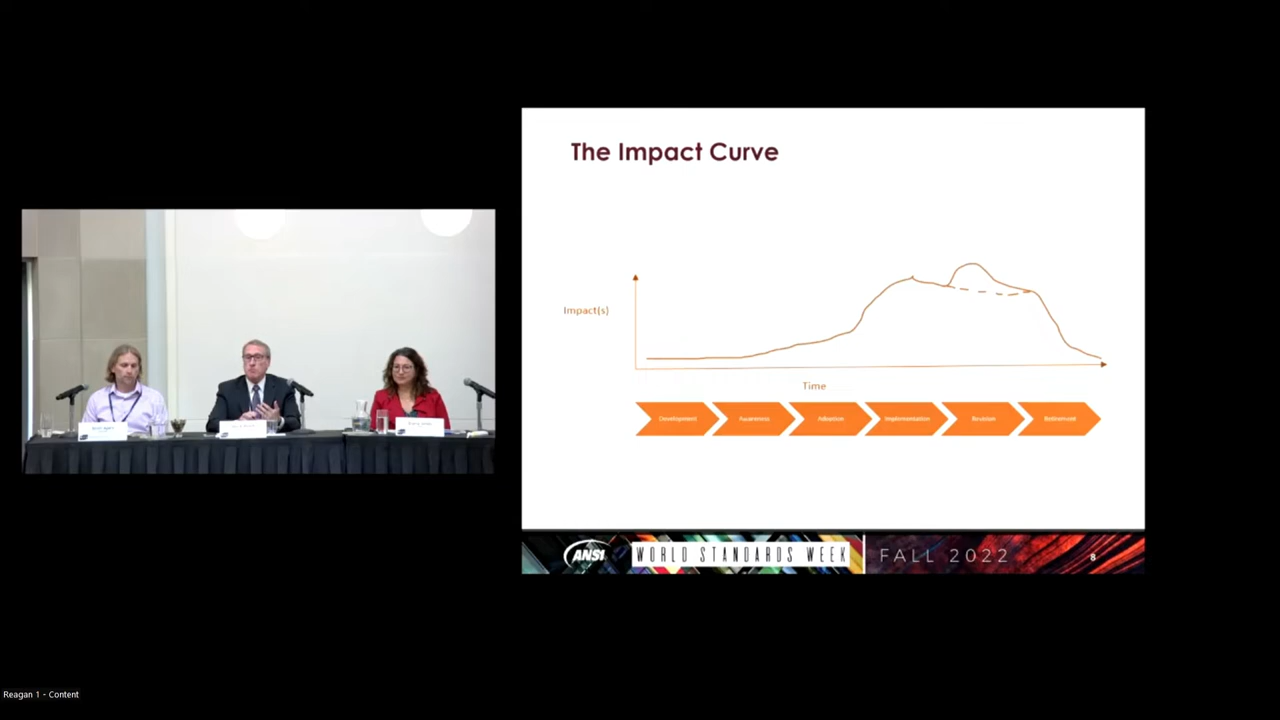 The Impact Curve
Impact(s)
Time
Development
Awareness
Adoption
Implementation
Revision
Retirement
ANSI
WORLD STANDARDS WEEK
FALL 2022
8
Reagan 1 - Content